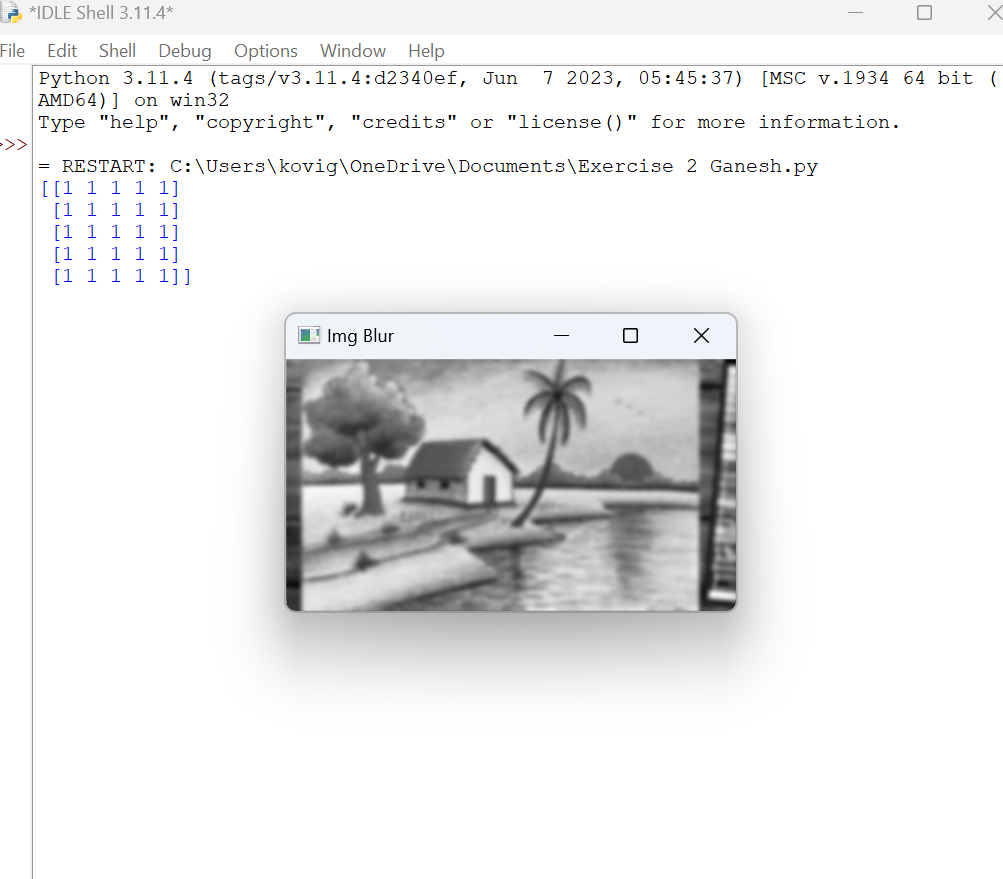 *IDLE Shell 3.11.4*
File Edit Shell Debug Options Window Help
Python 3.11.4 (tags/v3.11.4:d2340ef, Jun  7 2023, 05:45:37) [MSC v.1934 64 bit (
AMD64)] on win32
Type "help", "copyright", "credits" or "license()" for more information.
>>>
= RESTART: C:\Users\kovig\OneDrive\Documents\Exercise 2 Ganesh.py
[[1 1 1 1 1]
 [1 1 1 1 1]
 [1 1 1 1 1]
 [1 1 1 1 1]
 [1 1 1 1 1]]
Img Blur